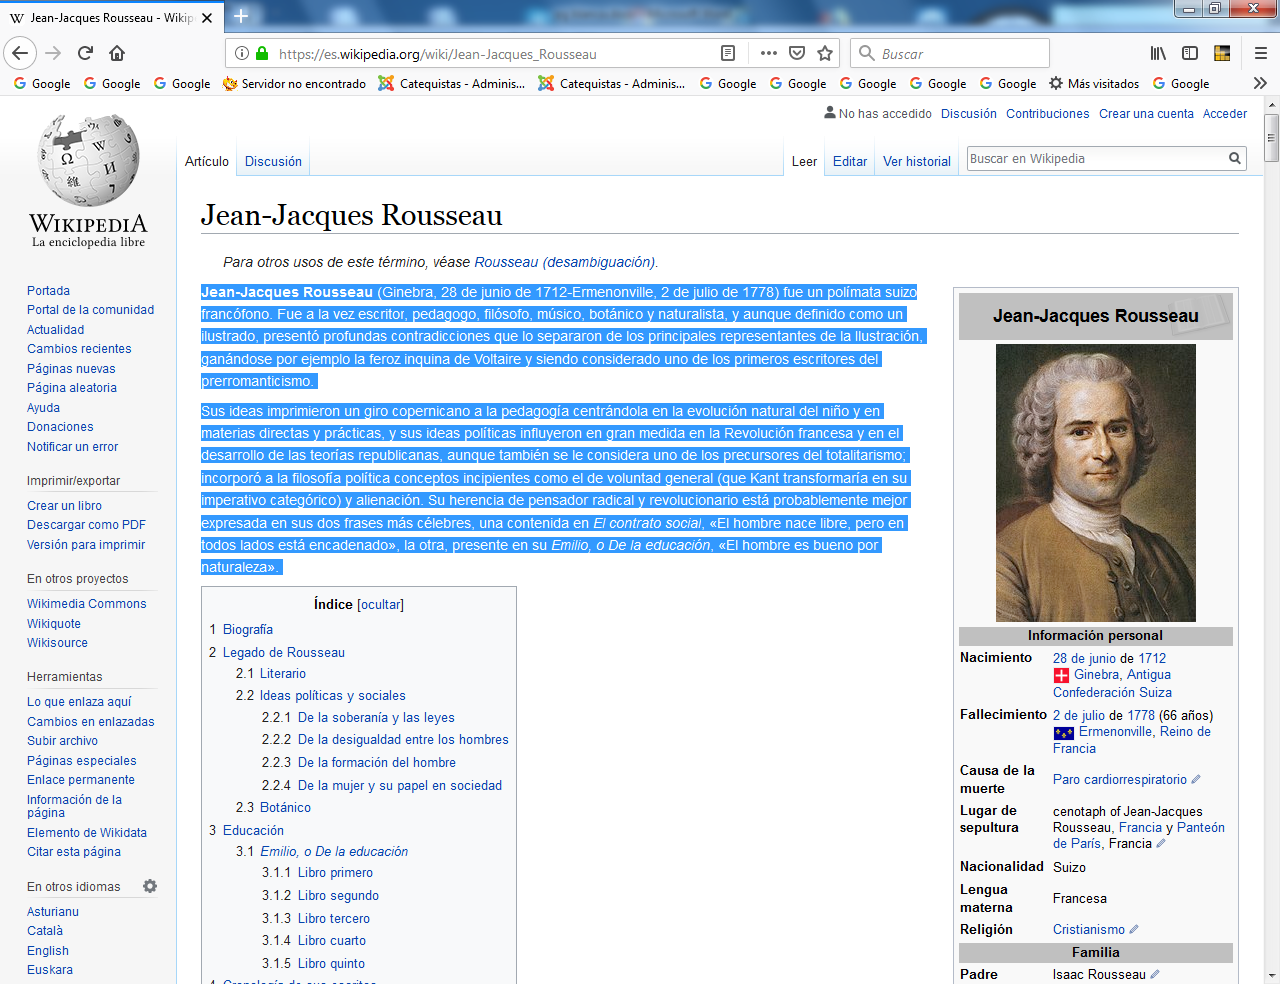 Jean-Jacques Rousseau - Wikip
https://es.wikipedia.org/wiki/Jean-Jacques_Rousseau
Buscar
Google
Google
Google
Servidor no encontrado
Catequistas - Adminis...
Catequistas - Adminis...
Google
Google
Google
Google
Google
Más visitados
Google
WIKIPEDIA
La enciclopedia libre
No has accedido
Discusión
Contribuciones
Crear una cuenta
Acceder
Artículo
Discusión
Leer
Editar
Ver historial
Buscar en Wikipedia
Portada
Portal de la comunidad
Actualidad
Cambios recientes
Páginas nuevas
Página aleatoria
Ayuda
Donaciones
Notificar un error
Imprimir/exportar
Crear un libro
Descargar como PDF
Versión para imprimir
En otros proyectos
Wikimedia Commons
Wikiquote
Wikisource
Herramientas
Lo que enlaza aquí
Cambios en enlazadas
Subir archivo
Páginas especiales
Enlace permanente
Información de la
página
Elemento de Wikidata
Citar esta página
En otros idiomas
Asturianu
Català
English
Euskara
Jean-Jacques Rousseau
Para otros usos de este término, véase Rousseau (desambiguación).
Jean-Jacques Rousseau (Ginebra, 28 de junio de 1712-Ermenonville, 2 de julio de 1778) fue un polímata suizo
francófono. Fue a la vez escritor, pedagogo, filósofo, músico, botánico y naturalista, y aunque definido como un
ilustrado, presentó profundas contradicciones que lo separaron de los principales representantes de la Ilustración,
ganándose por ejemplo la feroz inquina de Voltaire y siendo considerado uno de los primeros escritores del
prerromanticismo.
Sus ideas imprimieron un giro copernicano a la pedagogía centrándola en la evolución natural del niño y en
materias directas y prácticas, y sus ideas políticas influyeron en gran medida en la Revolución francesa y en el
desarrollo de las teorías republicanas, aunque también se le considera uno de los precursores del totalitarismo;
incorporó a la filosofía política conceptos incipientes como el de voluntad general (que Kant transformaría en su
imperativo categórico) y alienación. Su herencia de pensador radical y revolucionario está probablemente mejor
expresada en sus dos frases más célebres, una contenida en El contrato social, «El hombre nace libre, pero en
todos lados está encadenado», la otra, presente en su Emilio, o De la educación, «El hombre es bueno por
naturaleza».
Índice [ocultar]
1 Biografía
2 Legado de Rousseau
2.1 Literario
2.2 Ideas políticas y sociales
2.2.1 De la soberanía y las leyes
2.2.2 De la desigualdad entre los hombres
2.2.3 De la formación del hombre
2.2.4 De la mujer y su papel en sociedad
2.3 Botánico
3 Educación
3.1 Emilio, o De la educación
3.1.1 Libro primero
3.1.2 Libro segundo
3.1.3 Libro tercero
3.1.4 Libro cuarto
3.1.5 Libro quinto
4 Cronología de sus escritos
Jean-Jacques Rousseau
Información personal
Nacimiento 28 de junio de 1712
Ginebra, Antigua
Confederación Suiza
Fallecimiento 2 de julio de 1778 (66 años)
Ermenonville, Reino de
Francia
Causa de la
muerte
Paro cardiorrespiratorio
Lugar de
sepultura
cenotaph of Jean-Jacques
Rousseau, Francia y Panteón
de París, Francia
Nacionalidad Suizo
Lengua
materna
Francesa
Religión Cristianismo
Familia
Padre Isaac Rousseau